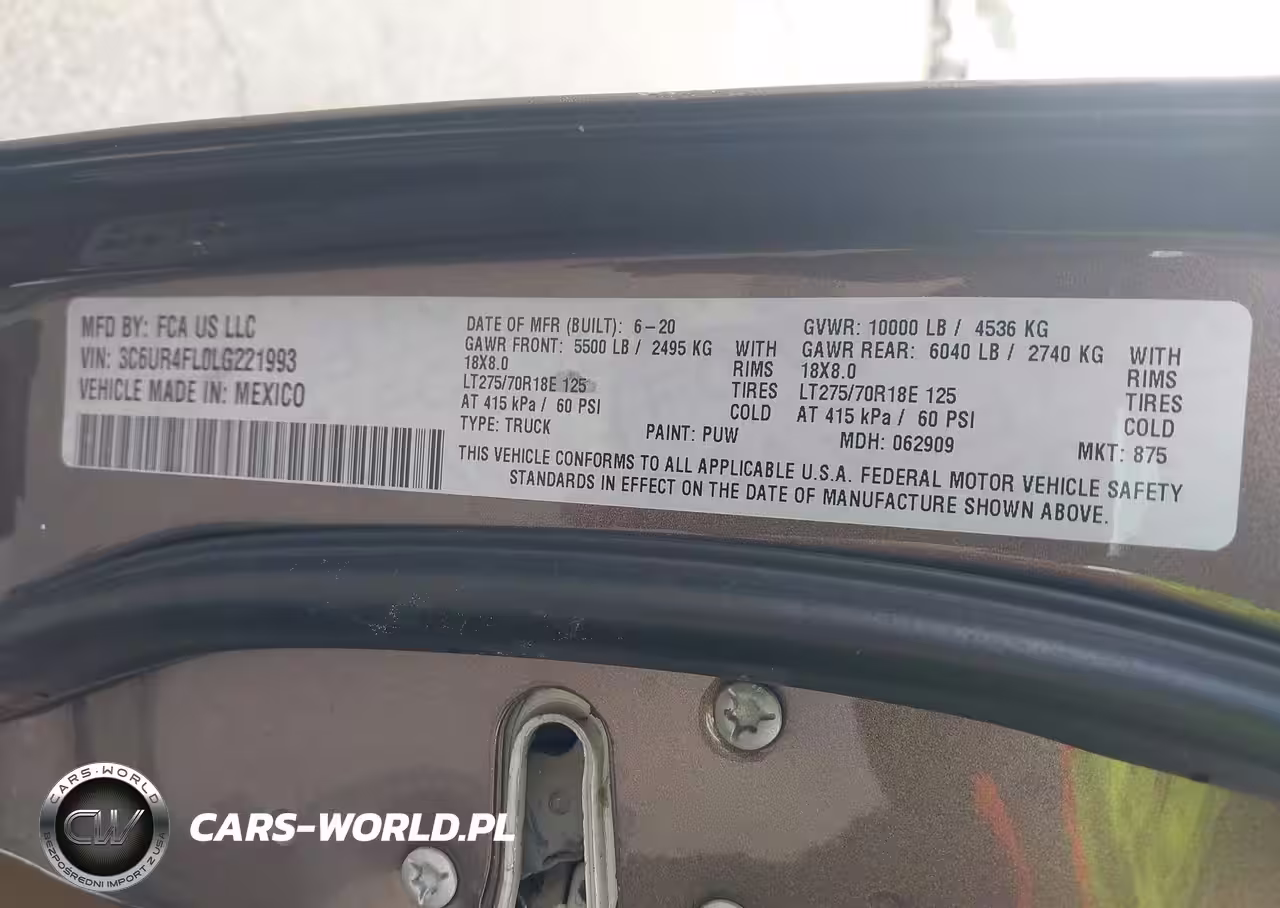 MFD BY: FCA US LLC
VIN: 3C6UR4FL0LG221993
VEHICLE MADE IN: MEXICO
DATE OF MFR (BUILT): 6-20
GAWR FRONT: 5500 LB / 2495 KG WITH
18X8.0 RIMS
LT275/70R18E 125 TIRES
AT 415 kPa / 60 PSI COLD
TYPE: TRUCK PAINT: PUW
GVWR: 10000 LB / 4536 KG
GAWR REAR: 6040 LB / 2740 KG WITH
18X8.0 RIMS
LT275/70R18E 125 TIRES
AT 415 kPa / 60 PSI COLD
MDH: 062909 MKT: 875
THIS VEHICLE CONFORMS TO ALL APPLICABLE U.S.A. FEDERAL MOTOR VEHICLE SAFETY
STANDARDS IN EFFECT ON THE DATE OF MANUFACTURE SHOWN ABOVE.
CARS-WORLD
CW
BEZPOŚREDNI IMPORT Z USA
CARS-WORLD.PL